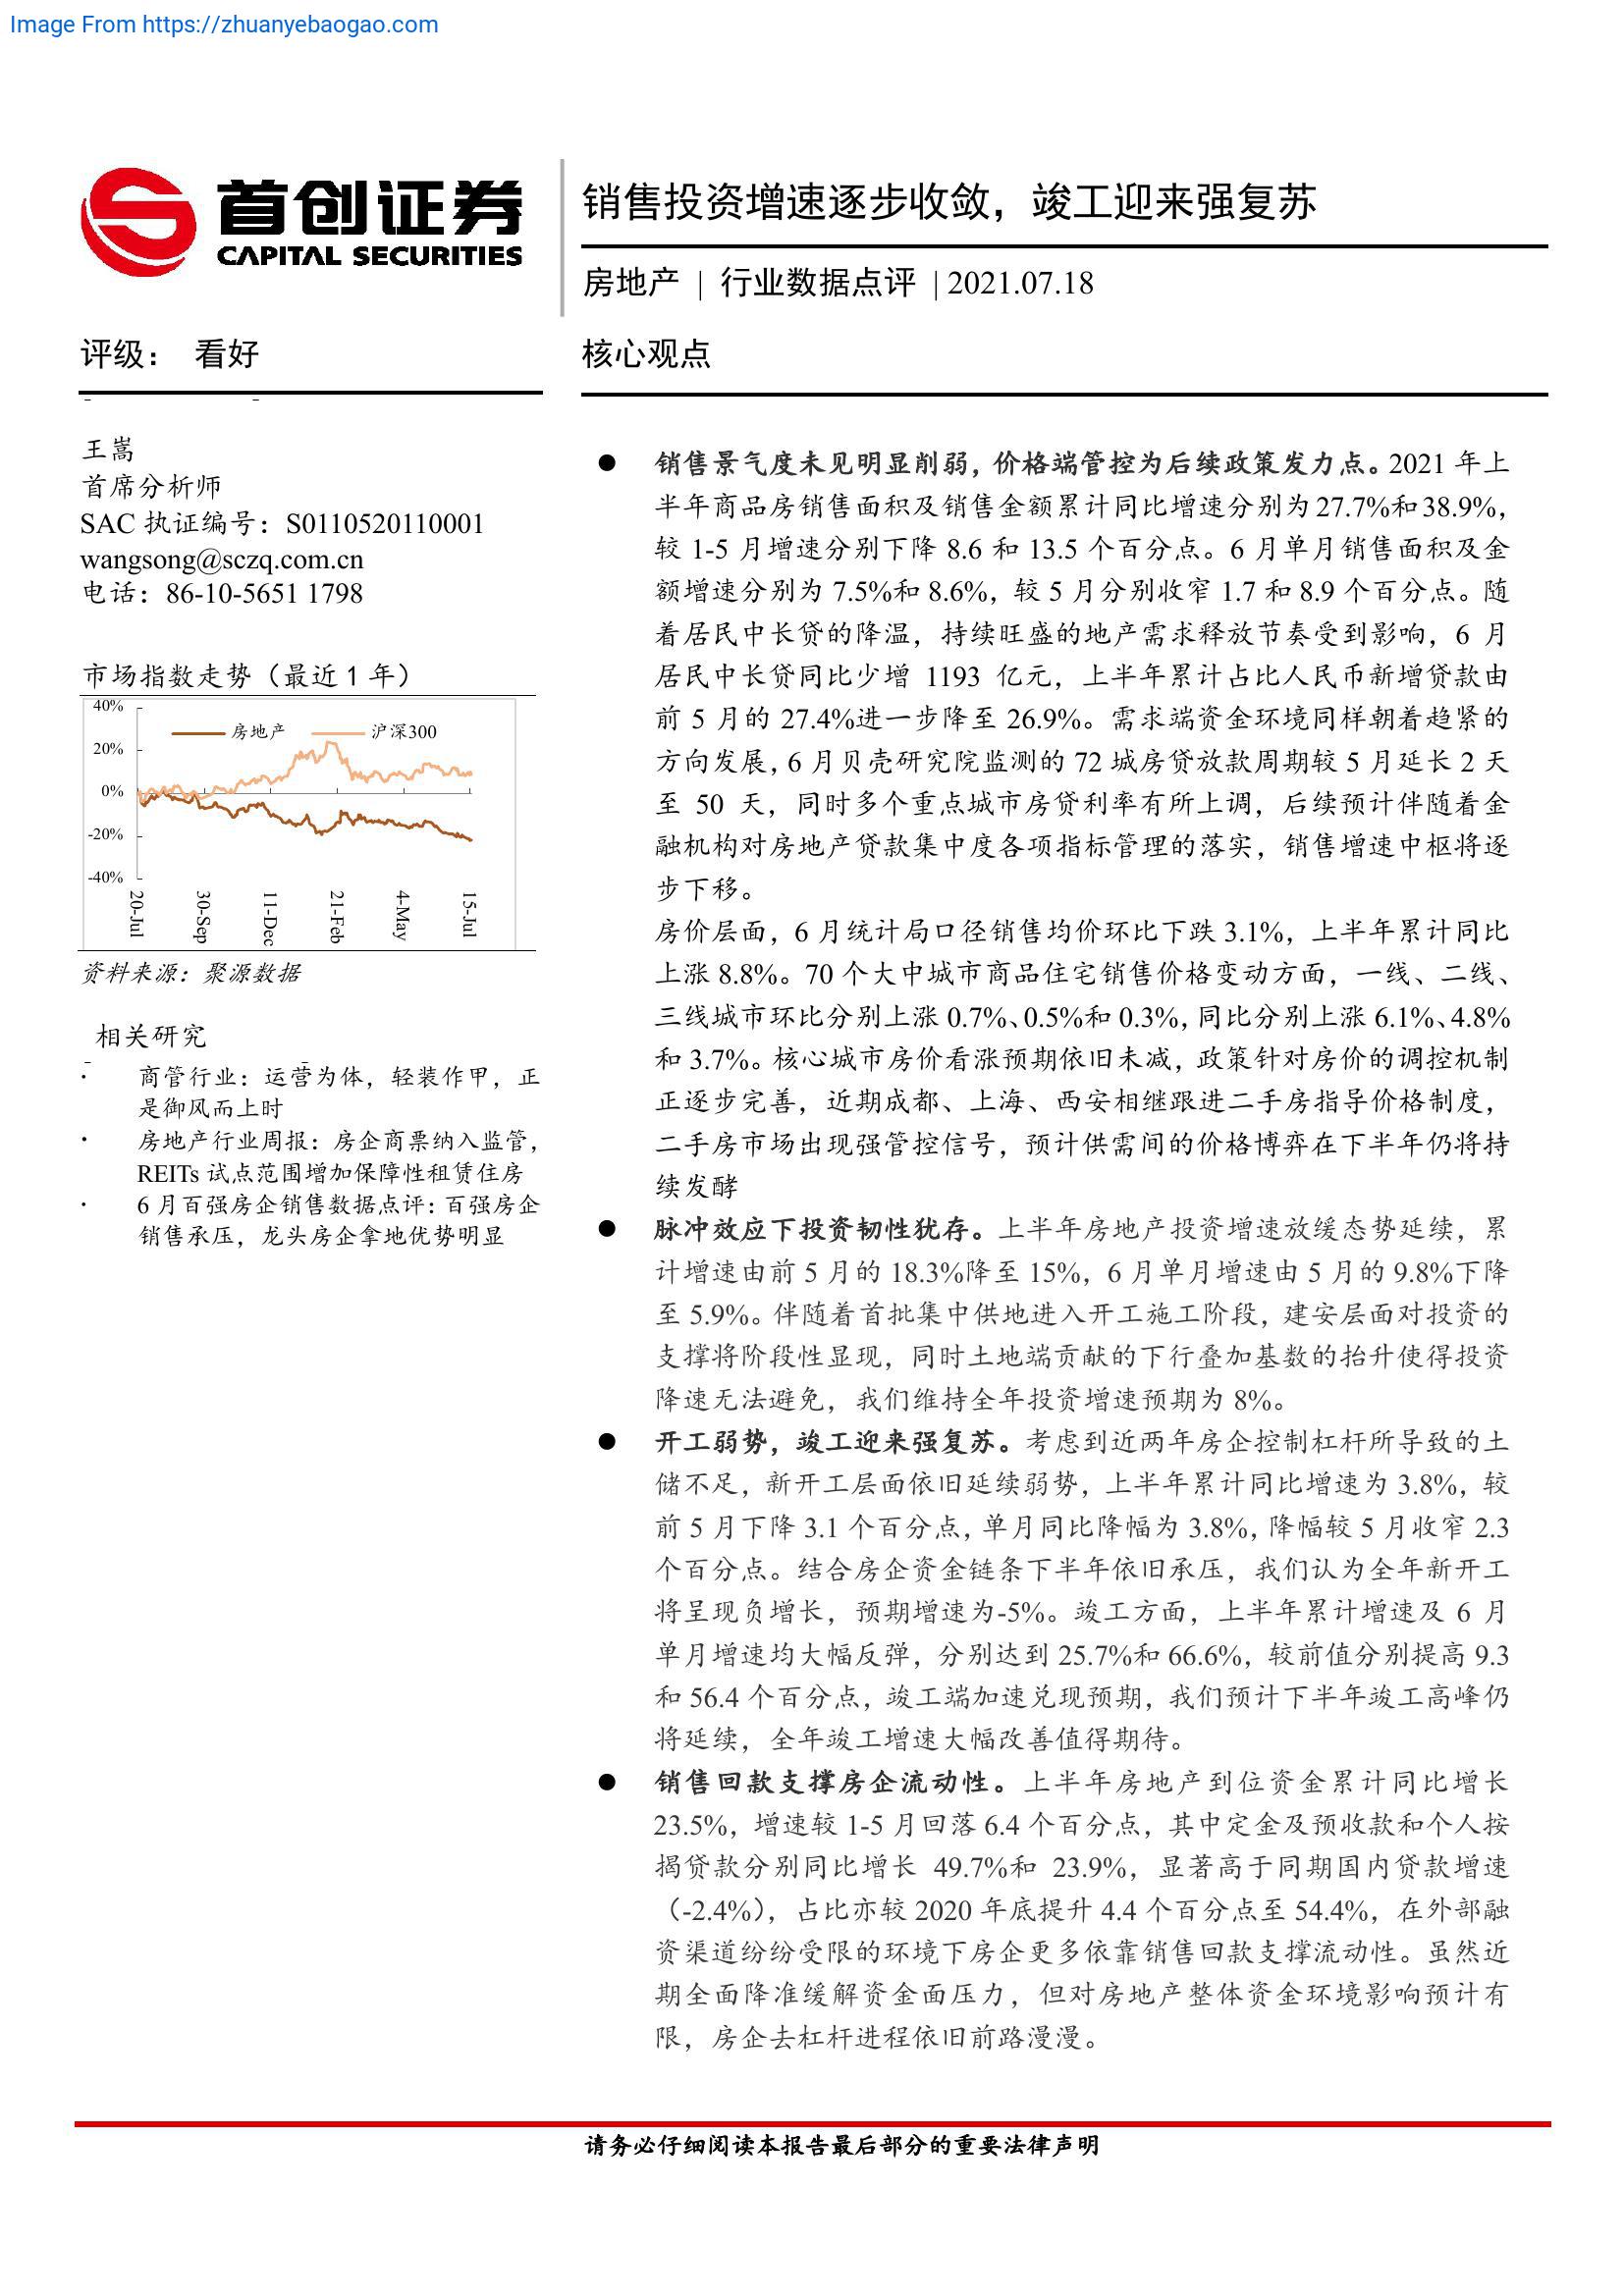 Image From https://zhuanyebaogao.com
首创证券
CAPITAL SECURITIES
销售投资增速逐步收敛，竣工迎来强复苏
房地产 | 行业数据点评 | 2021.07.18
评级： 看好
王嵩
首席分析师
SAC 执证编号：S0110520110001
wangsong@sczq.com.cn
电话：86-10-5651 1798
市场指数走势（最近 1 年）
40%
20%
0%
-20%
-40%
房地产
沪深300
20-Jul
30-Sep
11-Dec
21-Feb
4-May
15-Jul
资料来源：聚源数据
相关研究
· 商管行业：运营为体，轻装作甲，正
是御风而上时
· 房地产行业周报：房企商票纳入监管，
REITs 试点范围增加保障性租赁住房
· 6 月百强房企销售数据点评：百强房企
销售承压，龙头房企拿地优势明显
核心观点
● 销售景气度未见明显削弱，价格端管控为后续政策发力点。2021 年上
半年商品房销售面积及销售金额累计同比增速分别为 27.7%和 38.9%，
较 1-5 月增速分别下降 8.6 和 13.5 个百分点。6 月单月销售面积及金
额增速分别为 7.5%和 8.6%，较 5 月分别收窄 1.7 和 8.9 个百分点。随
着居民中长贷的降温，持续旺盛的地产需求释放节奏受到影响，6 月
居民中长贷同比少增 1193 亿元，上半年累计占比人民币新增贷款由
前 5 月的 27.4%进一步降至 26.9%。需求端资金环境同样朝着趋紧的
方向发展，6 月贝壳研究院监测的 72 城房贷放款周期较 5 月延长 2 天
至 50 天，同时多个重点城市房贷利率有所上调，后续预计伴随着金
融机构对房地产贷款集中度各项指标管理的落实，销售增速中枢将逐
步下移。
房价层面，6 月统计局口径销售均价环比下跌 3.1%，上半年累计同比
上涨 8.8%。70 个大中城市商品住宅销售价格变动方面，一线、二线、
三线城市环比分别上涨 0.7%、0.5%和 0.3%，同比分别上涨 6.1%、4.8%
和 3.7%。核心城市房价看涨预期依旧未减，政策针对房价的调控机制
正逐步完善，近期成都、上海、西安相继跟进二手房指导价格制度，
二手房市场出现强管控信号，预计供需间的价格博弈在下半年仍将持
续发酵
● 脉冲效应下投资韧性犹存。上半年房地产投资增速放缓态势延续，累
计增速由前 5 月的 18.3%降至 15%，6 月单月增速由 5 月的 9.8%下降
至 5.9%。伴随着首批集中供地进入开工施工阶段，建安层面对投资的
支撑将阶段性显现，同时土地端贡献的下行叠加基数的抬升使得投资
降速无法避免，我们维持全年投资增速预期为 8%。
● 开工弱势，竣工迎来强复苏。考虑到近两年房企控制杠杆所导致的土
储不足，新开工层面依旧延续弱势，上半年累计同比增速为 3.8%，较
前 5 月下降 3.1 个百分点，单月同比降幅为 3.8%，降幅较 5 月收窄 2.3
个百分点。结合房企资金链条下半年依旧承压，我们认为全年新开工
将呈现负增长，预期增速为-5%。竣工方面，上半年累计增速及 6 月
单月增速均大幅反弹，分别达到 25.7%和 66.6%，较前值分别提高 9.3
和 56.4 个百分点，竣工端加速兑现预期，我们预计下半年竣工高峰仍
将延续，全年竣工增速大幅改善值得期待。
● 销售回款支撑房企流动性。上半年房地产到位资金累计同比增长
23.5%，增速较 1-5 月回落 6.4 个百分点，其中定金及预收款和个人按
揭贷款分别同比增长 49.7%和 23.9%，显著高于同期国内贷款增速
（-2.4%），占比亦较 2020 年底提升 4.4 个百分点至 54.4%，在外部融
资渠道纷纷受限的环境下房企更多依靠销售回款支撑流动性。虽然近
期全面降准缓解资金面压力，但对房地产整体资金环境影响预计有
限，房企去杠杆进程依旧前路漫漫。
请务必仔细阅读本报告最后部分的重要法律声明